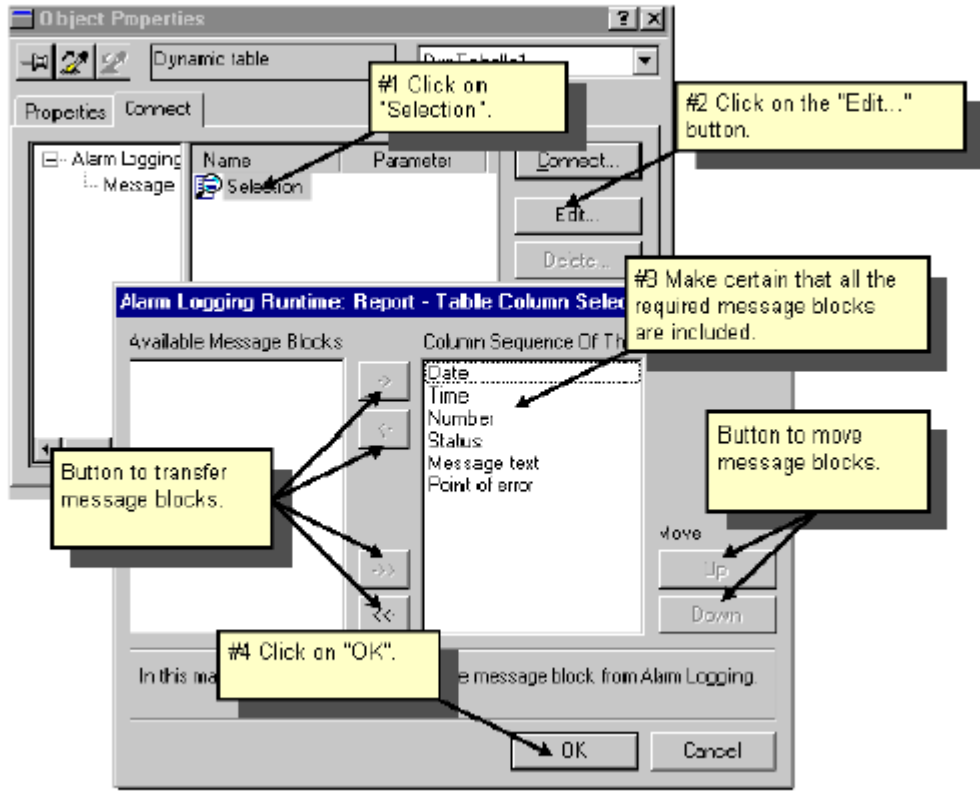 Object Properties
Dynamic table
#1 Click on
"Selection".
#2 Click on the "Edit..."
button.
Properties
Connect
Alarm Logging
Message
Name
Parameter
Selection
Connect...
Edit...
Delete...
#3 Make certain that all the
required message blocks
are included.
Alarm Logging Runtime: Report - Table Column Selec
Available Message Blocks
Column Sequence Of Th
->
<-
->>
<<-
Date
Time
Number
Status
Message text
Point of error
Button to transfer
message blocks.
Button to move
message blocks.
Move
Up
Down
#4 Click on "OK".
In this ma
e message block from Alarm Logging.
OK
Cancel